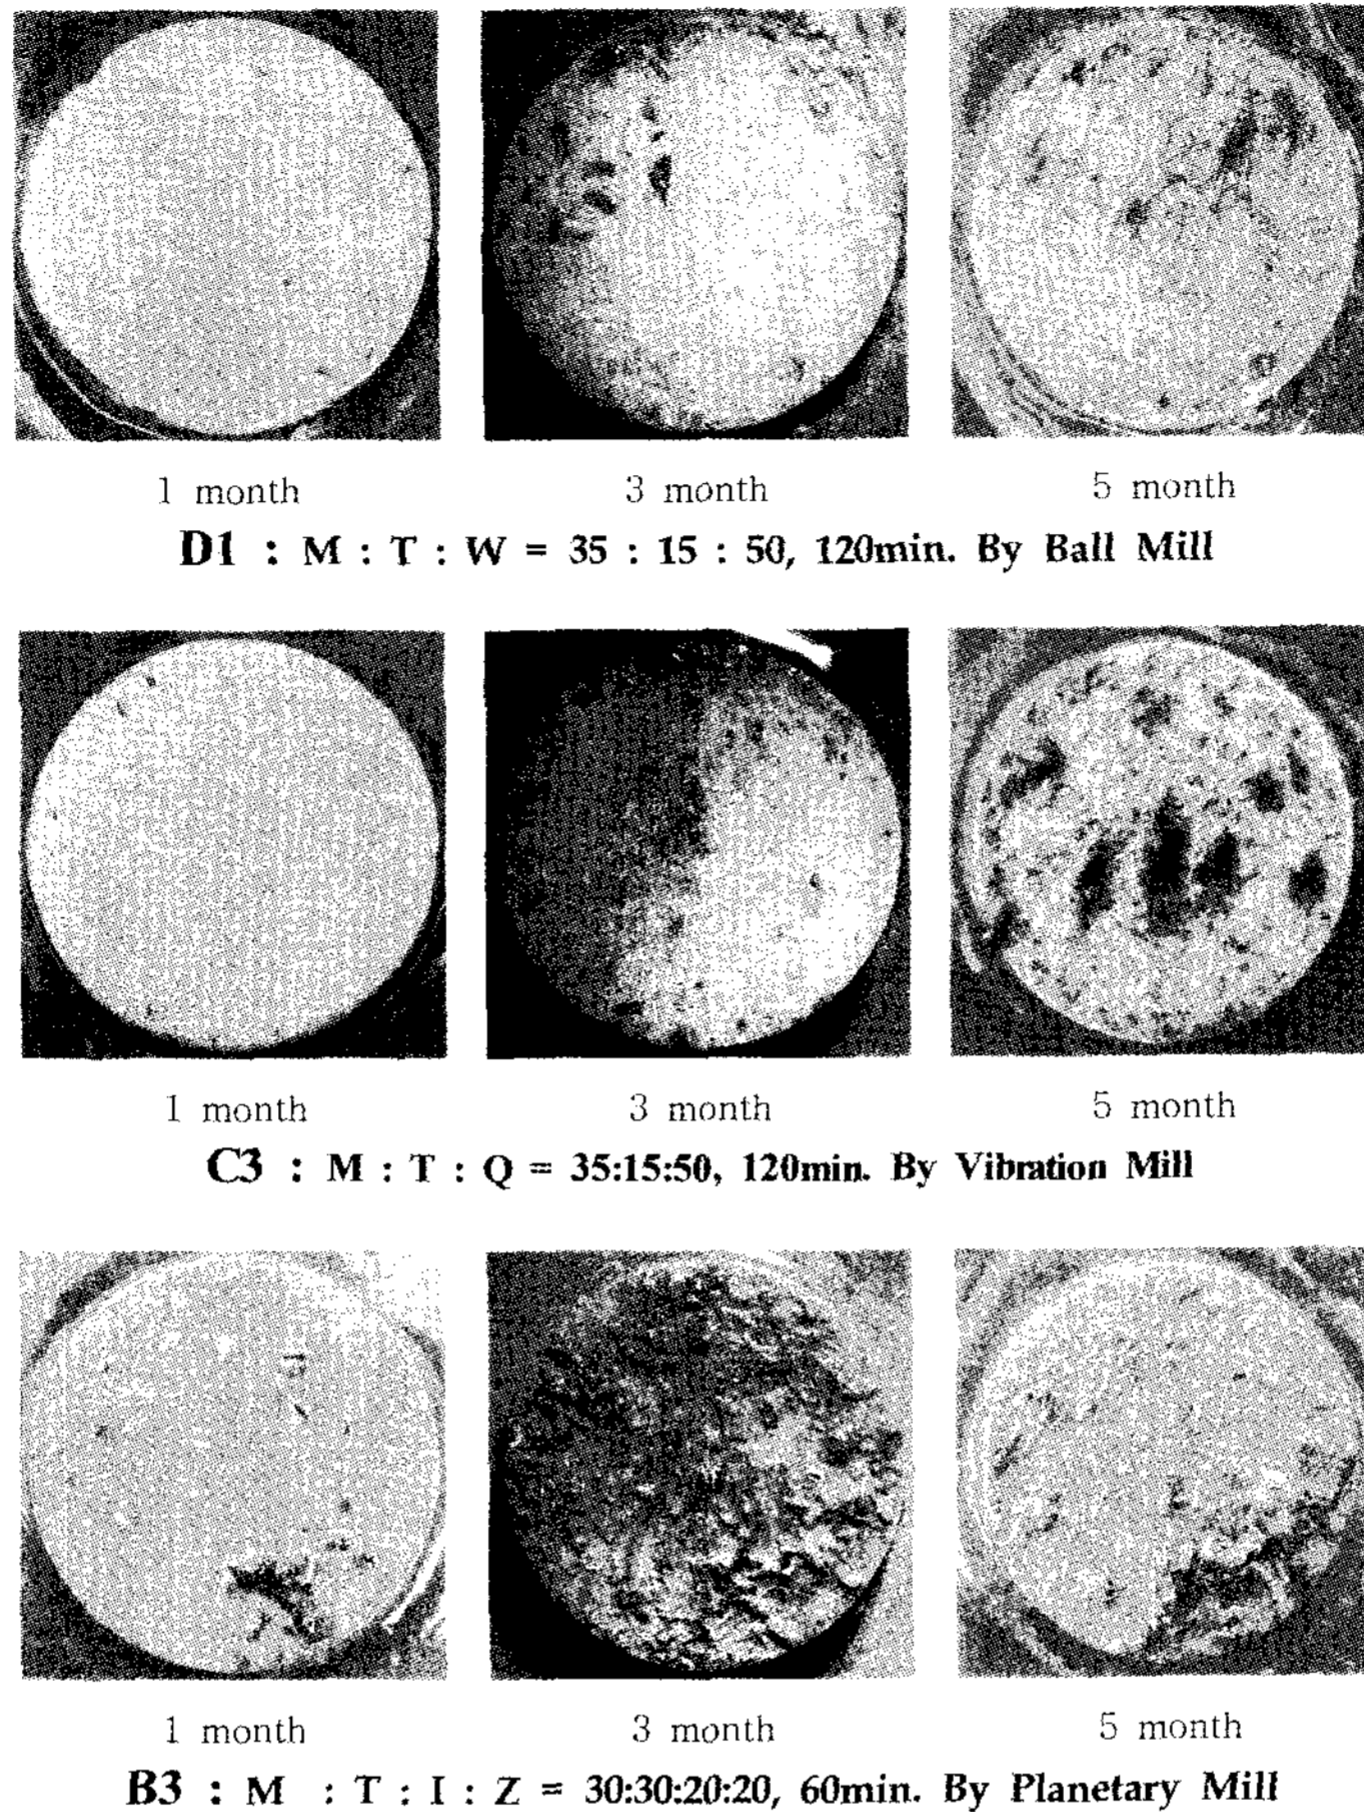 1 month 3 month 5 month
D1 : M : T : W = 35 : 15 : 50, 120min. By Ball Mill
1 month 3 month 5 month
C3 : M : T : Q = 35:15:50, 120min. By Vibration Mill
1 month 3 month 5 month
B3 : M : T : I : Z = 30:30:20:20, 60min. By Planetary Mill